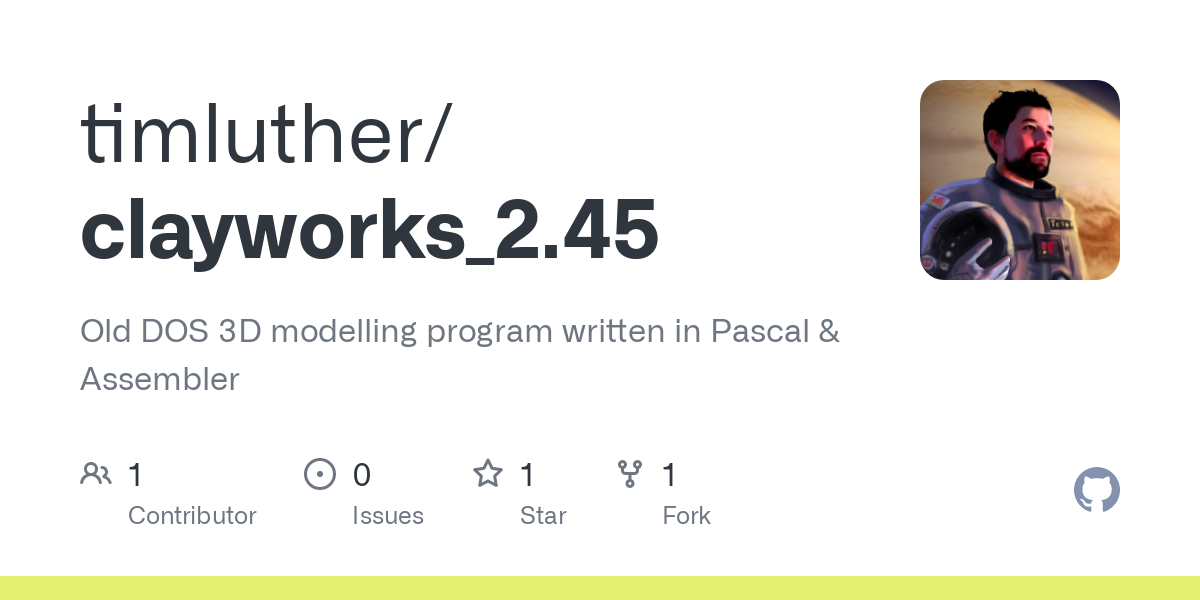 timluther/
clayworks_2.45
Old DOS 3D modelling program written in Pascal &
Assembler
1
Contributor
0
Issues
1
Star
1
Fork